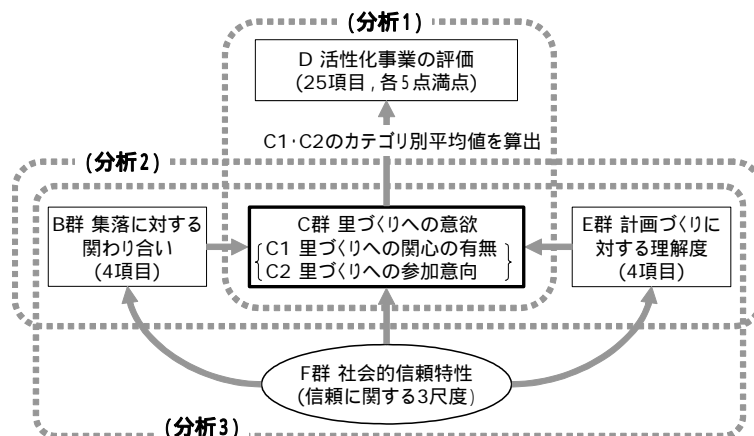 (分析1)
D 活性化事業の評価
(25項目,各5点満点)
C1・C2のカテゴリ別平均値を算出
(分析2)
B群 集落に対する
関わり合い
(4項目)
C群 里づくりへの意欲
C1 里づくりへの関心の有無
C2 里づくりへの参加意向
E群 計画づくりに
対する理解度
(4項目)
F群 社会的信頼特性
(信頼に関する3尺度)
(分析3)